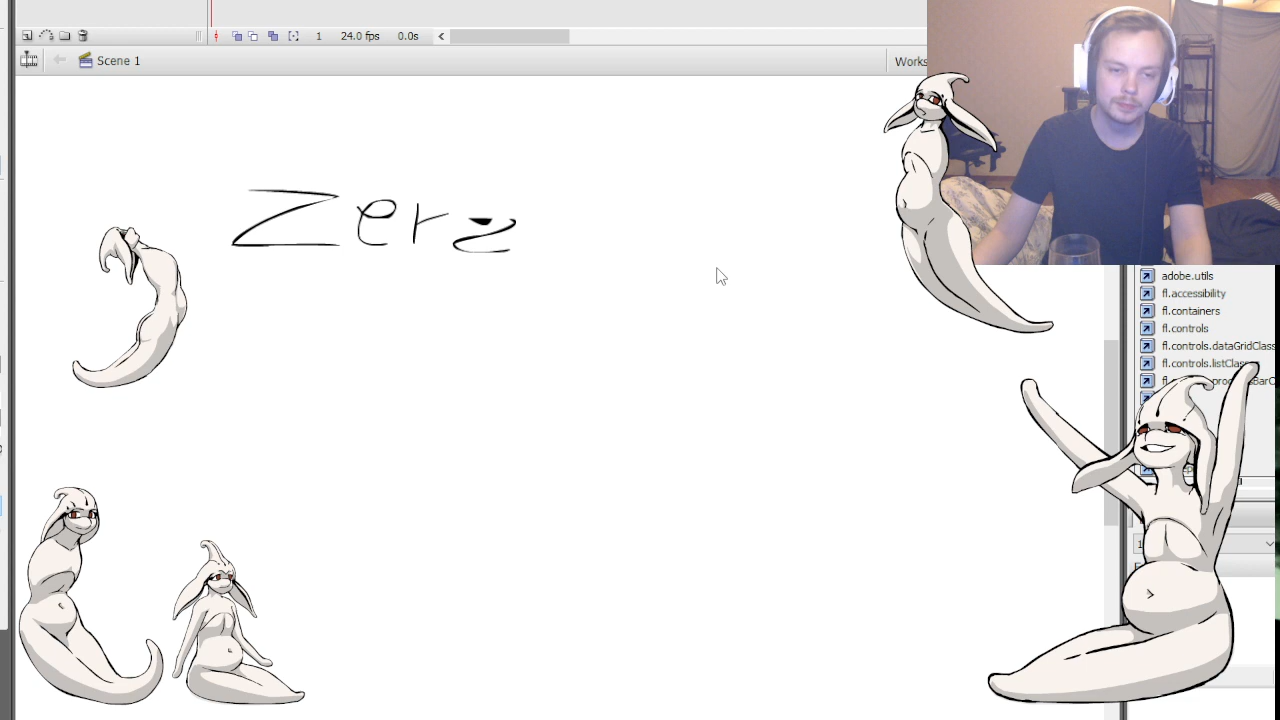 1 24.0 fps 0.0s
Scene 1
Works
Zerz
adobe.utils
fl.accessibility
fl.containers
fl.controls
fl.controls.dataGridClass
fl.controls.listClasse